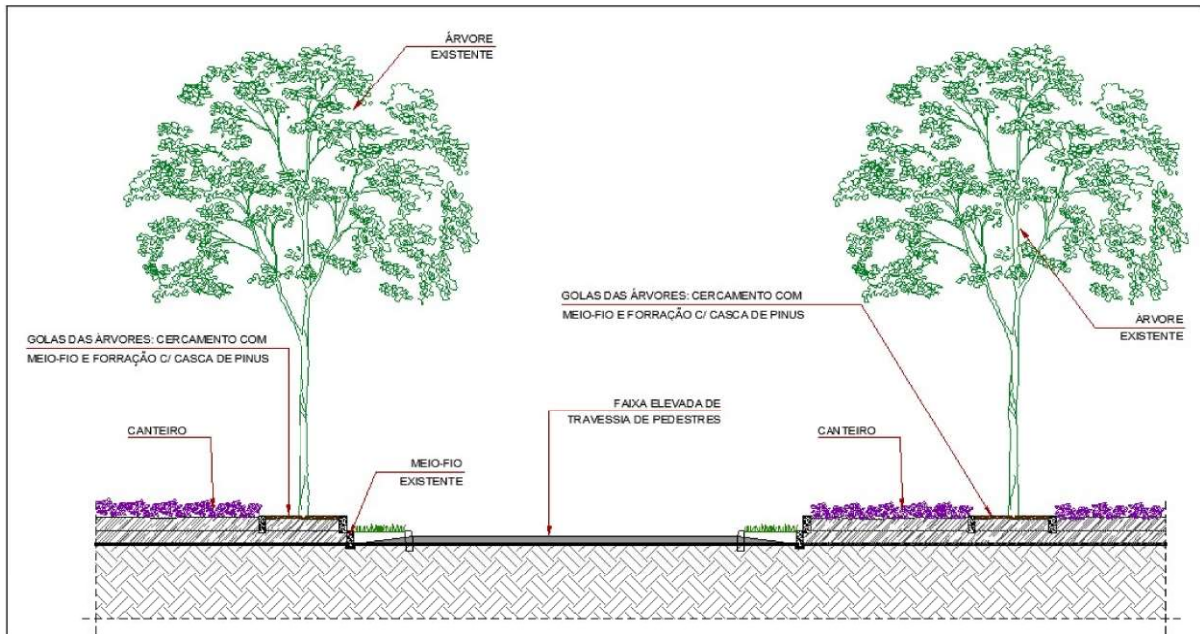 ÁRVORE
EXISTENTE
GOLAS DAS ÁRVORES: CERCAMENTO COM
MEIO-FIO E FORRAÇÃO C/ CASCA DE PINUS
ÁRVORE
EXISTENTE
GOLAS DAS ÁRVORES: CERCAMENTO COM
MEIO-FIO E FORRAÇÃO C/ CASCA DE PINUS
FAIXA ELEVADA DE
TRAVESSIA DE PEDESTRES
CANTEIRO
CANTEIRO
MEIO-FIO
EXISTENTE